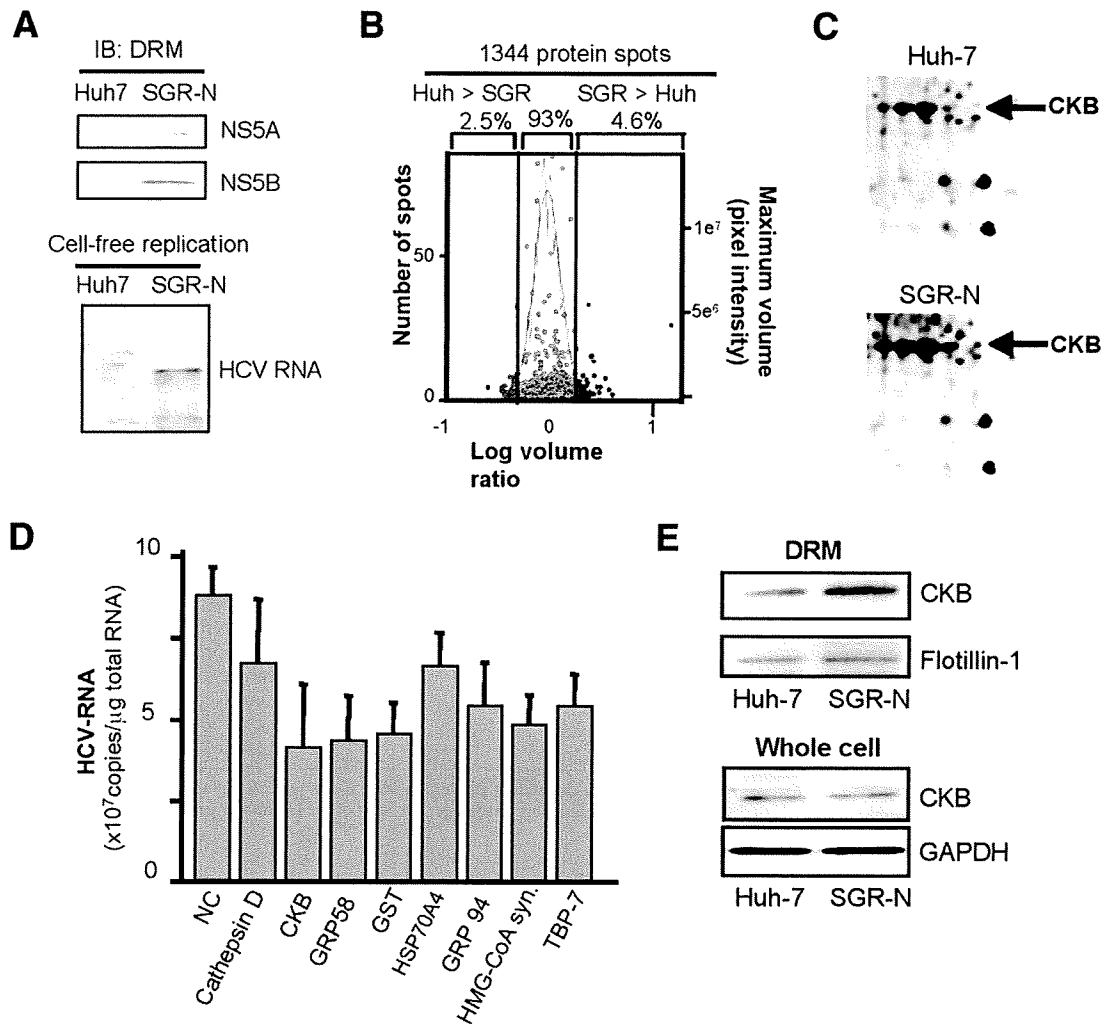 A
IB: DRM
Huh7 SGR-N
NS5A
NS5B
Cell-free replication
Huh7 SGR-N
HCV RNA
B
1344 protein spots
Huh > SGR SGR > Huh
2.5% 93% 4.6%
Number of spots
50
0
-1 0 1
Log volume
ratio
1e7
5e6
Maximum volume
(pixel intensity)
C
Huh-7
CKB
SGR-N
CKB
D
HCV-RNA
(x10⁷copies/μg total RNA)
10
5
0
NC
Cathepsin D
CKB
GRP58
GST
HSP70A4
GRP 94
HMG-CoA syn.
TBP-7
E
DRM
CKB
Flotillin-1
Huh-7 SGR-N
Whole cell
CKB
GAPDH
Huh-7 SGR-N